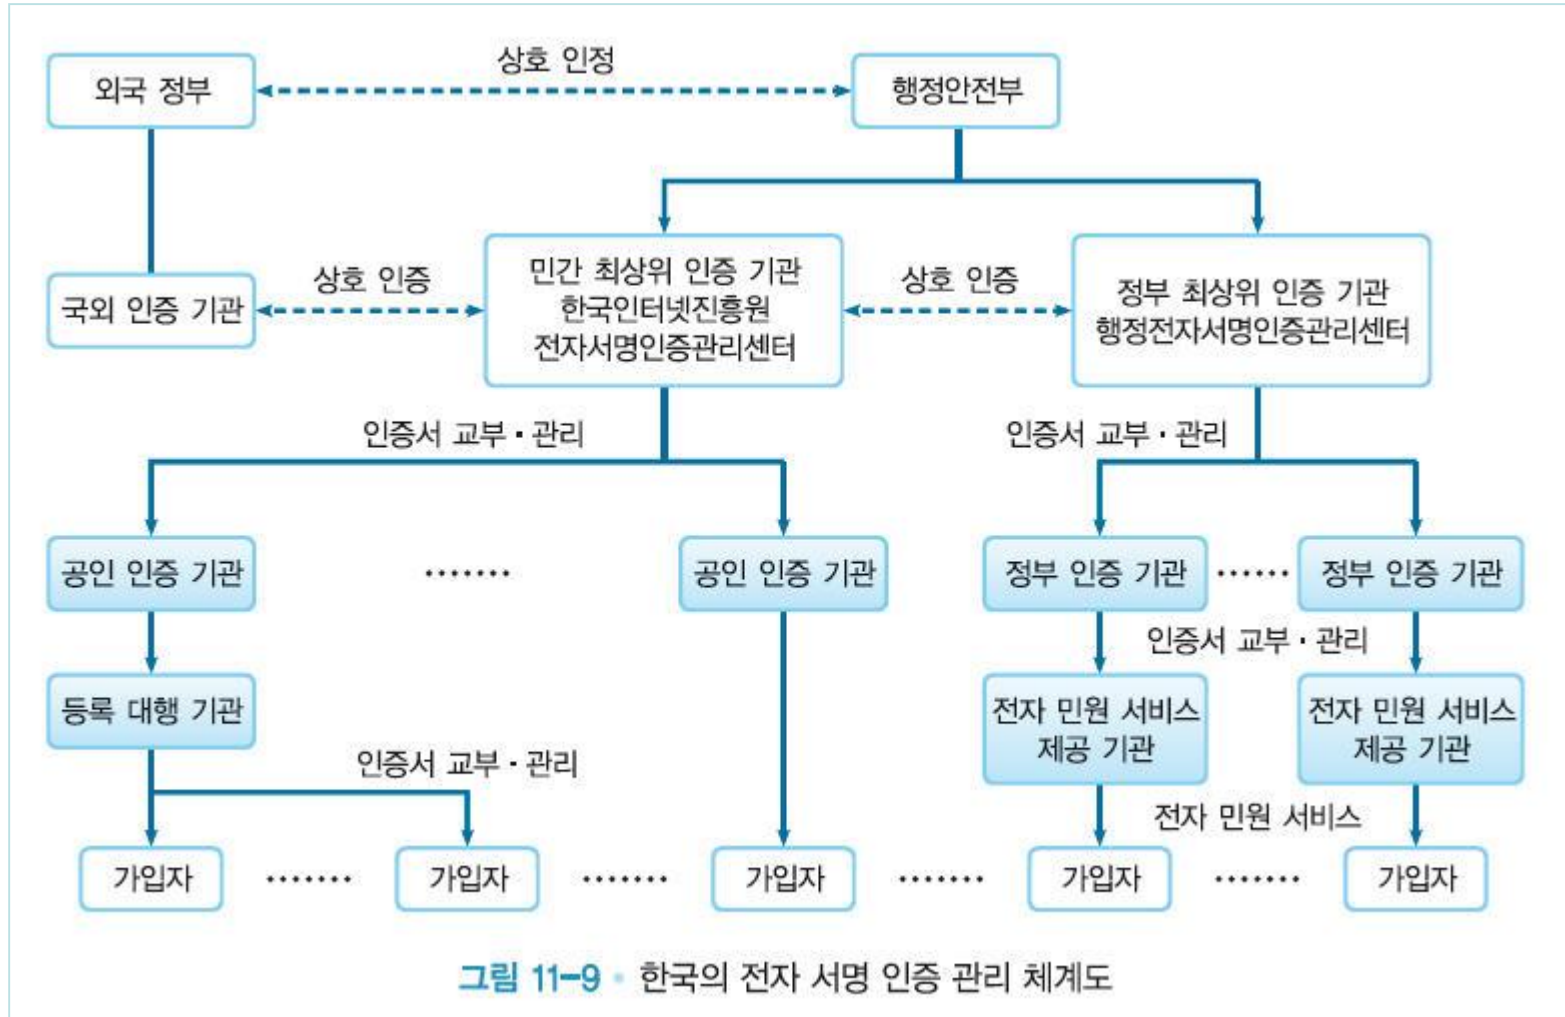 외국 정부
상호 인정
행정안전부
국외 인증 기관
상호 인증
민간 최상위 인증 기관
한국인터넷진흥원
전자서명인증관리센터
상호 인증
정부 최상위 인증 기관
행정전자서명인증관리센터
인증서 교부·관리
인증서 교부·관리
공인 인증 기관
·······
공인 인증 기관
정부 인증 기관
······
정부 인증 기관
인증서 교부·관리
등록 대행 기관
전자 민원 서비스
제공 기관
전자 민원 서비스
제공 기관
인증서 교부·관리
전자 민원 서비스
가입자
·······
가입자
·······
가입자
·······
가입자
·······
가입자
그림 11-9 • 한국의 전자 서명 인증 관리 체계도